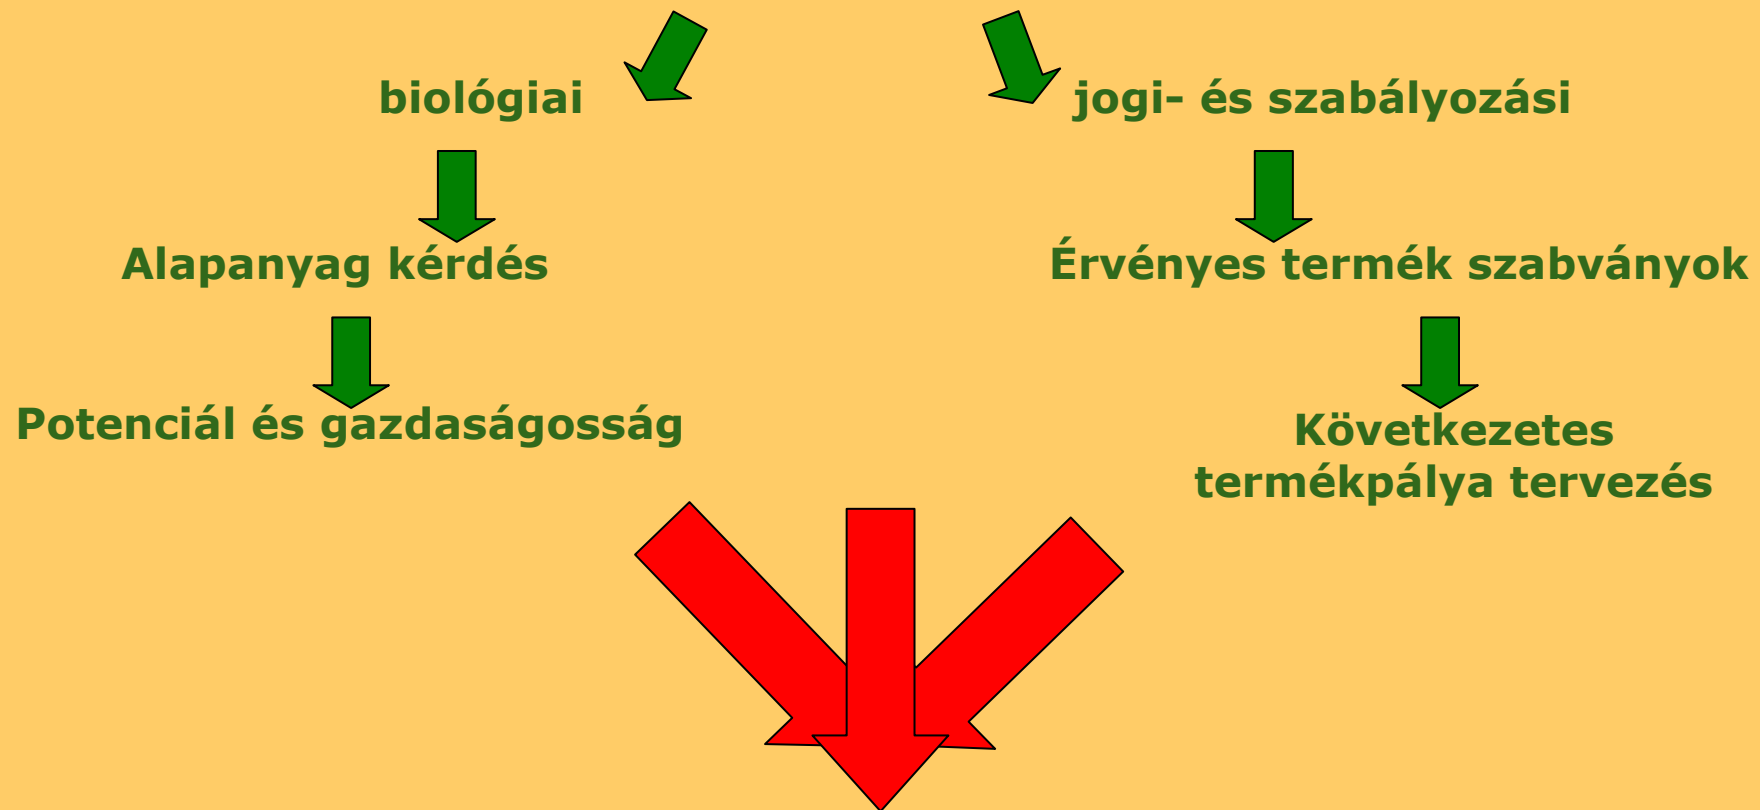 biológiai
jogi- és szabályozási
Alapanyag kérdés
Érvényes termék szabványok
Potenciál és gazdaságosság
Következetes
termékpálya tervezés